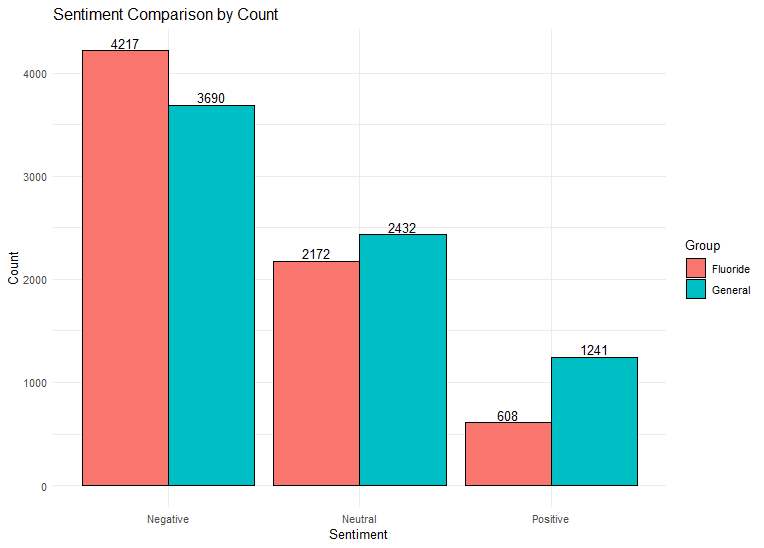 Sentiment Comparison by Count
4217
3690
2172
2432
608
1241
4000
3000
2000
1000
0
Count
Negative
Neutral
Positive
Sentiment
Group
Fluoride
General